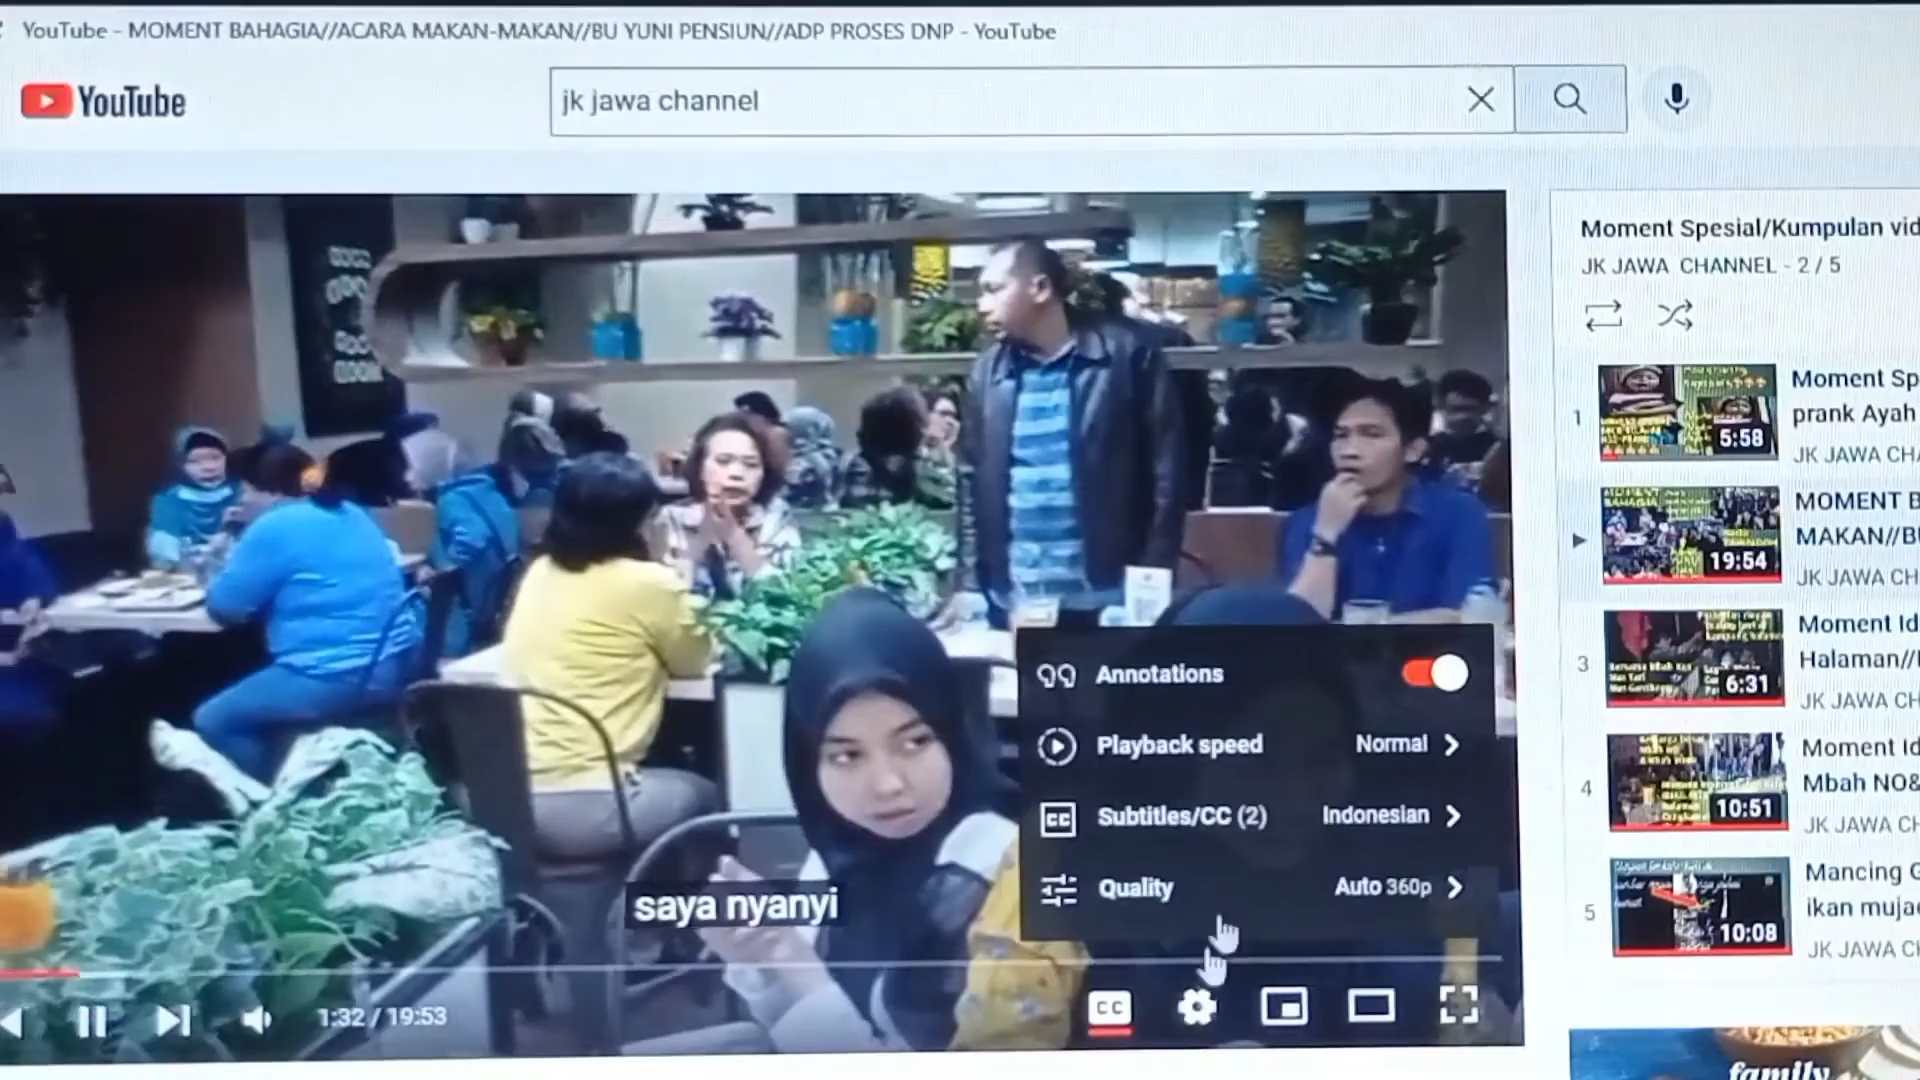 YouTube - MOMENT BAHAGIA//ACARA MAKAN-MAKAN//BU YUNI PENSIUN//ADP PROSES DNP - YouTube
YouTube
jk jawa channel
Annotations
Playback speed Normal
Subtitles/CC (2) Indonesian
Quality Auto 360p
saya nyanyi
1:32 / 19:53
CC
Moment Spesial/Kumpulan vid
JK JAWA CHANNEL - 2 / 5
1
5:58
Moment Sp
prank Ayah
JK JAWA CHA
19:54
MOMENT B
MAKAN//BU
JK JAWA CH
3
6:31
Moment Id
Halaman//
JK JAWA CH
4
10:51
Moment Id
Mbah NO&
JK JAWA CH
5
10:08
Mancing G
ikan mujae
JK JAWA C
family